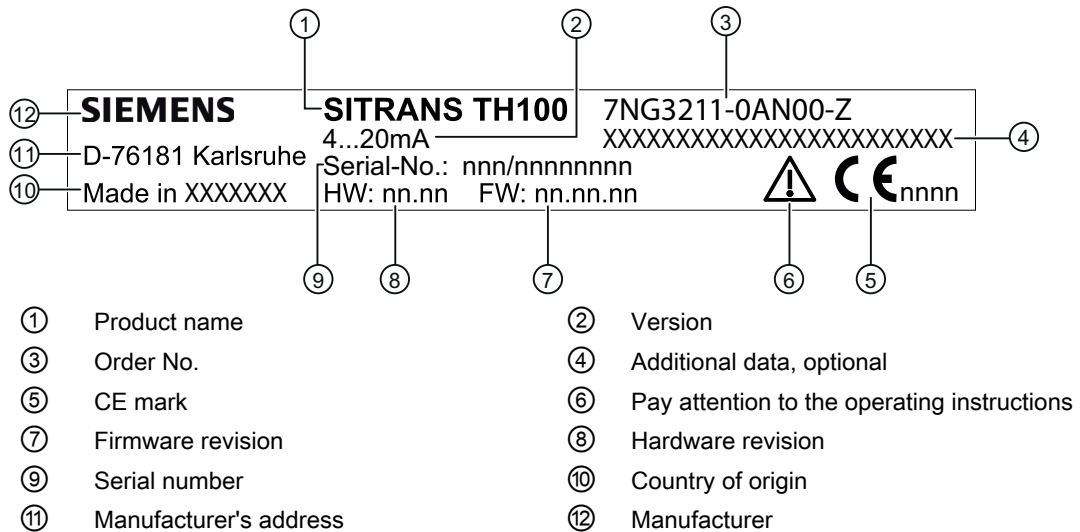 ① ② ③
⑫ SIEMENS SITRANS TH100 7NG3211-0AN00-Z
4...20mA XXXXXXXXXXXXXXXXXXXXXXXX ④
⑪ D-76181 Karlsruhe Serial-No.: nnn/nnnnnnnn
⑩ Made in XXXXXXX HW: nn.nn FW: nn.nn.nn CE nnnn
⑨ ⑧ ⑦ ⑥ ⑤
① Product name ② Version
③ Order No. ④ Additional data, optional
⑤ CE mark ⑥ Pay attention to the operating instructions
⑦ Firmware revision ⑧ Hardware revision
⑨ Serial number ⑩ Country of origin
⑪ Manufacturer's address ⑫ Manufacturer